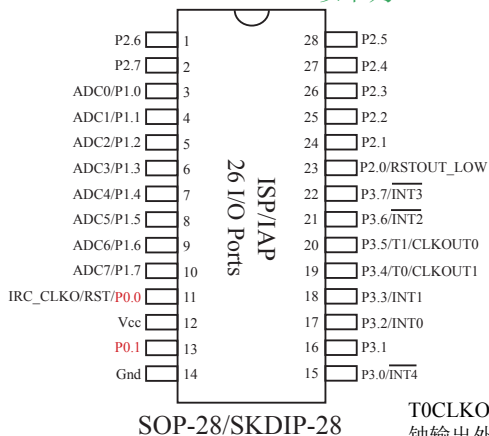 P2.6 1
P2.7 2
ADC0/P1.0 3
ADC1/P1.1 4
ADC2/P1.2 5
ADC3/P1.3 6
ADC4/P1.4 7
ADC5/P1.5 8
ADC6/P1.6 9
ADC7/P1.7 10
IRC_CLKO/RST/P0.0 11
Vcc 12
P0.1 13
Gnd 14
ISP/IAP
26 I/O Ports
28 P2.5
27 P2.4
26 P2.3
25 P2.2
24 P2.1
23 P2.0/RSTOUT_LOW
22 P3.7/INT3
21 P3.6/INT2
20 P3.5/T1/CLKOUT0
19 P3.4/T0/CLKOUT1
18 P3.3/INT1
17 P3.2/INT0
16 P3.1
15 P3.0/INT4
SOP-28/SKDIP-28
T0CLKO
钟输出处